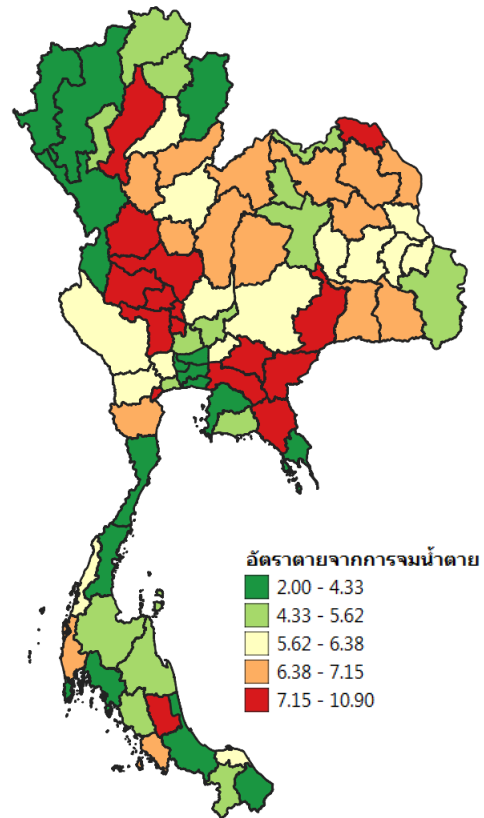 อัตราตายจากการจมน้ำตาย
2.00 - 4.33
4.33 - 5.62
5.62 - 6.38
6.38 - 7.15
7.15 - 10.90